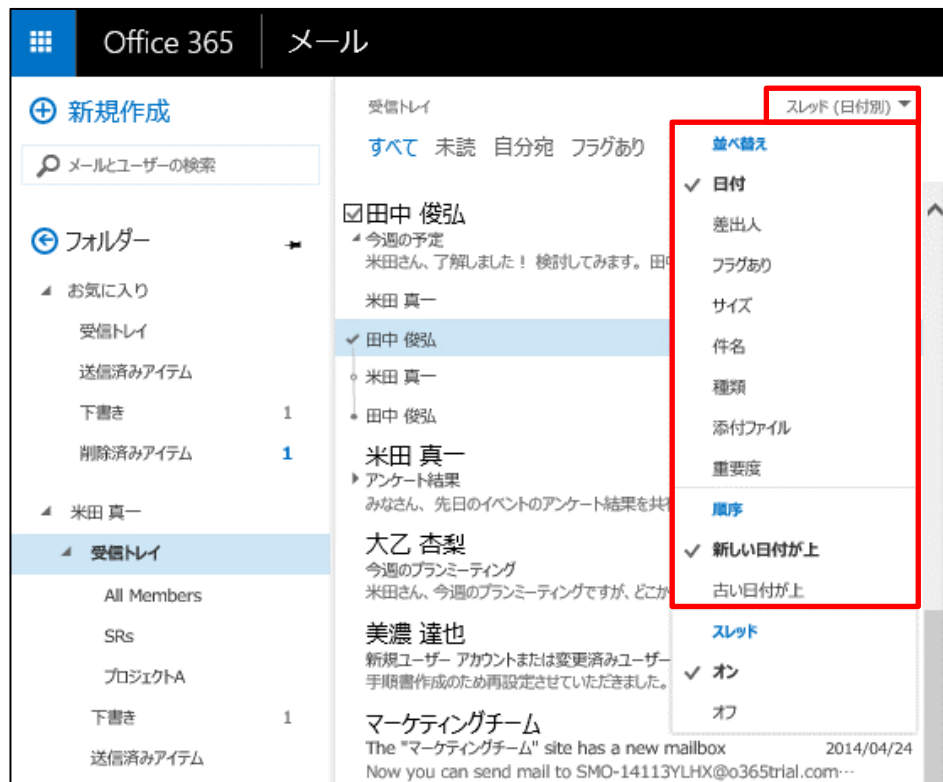 Office 365 メール
新規作成
メールとユーザーの検索
フォルダー
お気に入り
受信トレイ
送信済みアイテム
下書き 1
削除済みアイテム 1
米田 真一
受信トレイ
All Members
SRs
プロジェクトA
下書き 1
送信済みアイテム
受信トレイ スレッド (日付別)
すべて 未読 自分宛 フラグあり
田中 俊弘
今週の予定
米田さん、了解しました！ 検討してみます。田
米田 真一
田中 俊弘
米田 真一
田中 俊弘
米田 真一
アンケート結果
みなさん、先日のイベントのアンケート結果を共
大乙 杏梨
今週のプランミーティング
米田さん、今週のプランミーティングですが、どこか
美濃 達也
新規ユーザー アカウントまたは変更済みユーザー
手順書作成のため再設定させていただきました。
マーケティングチーム
The "マーケティングチーム" site has a new mailbox 2014/04/24
Now you can send mail to SMO-14113YLHX@o365trial.com…
並べ替え
日付
差出人
フラグあり
サイズ
件名
種類
添付ファイル
重要度
順序
新しい日付が上
古い日付が上
スレッド
オン
オフ